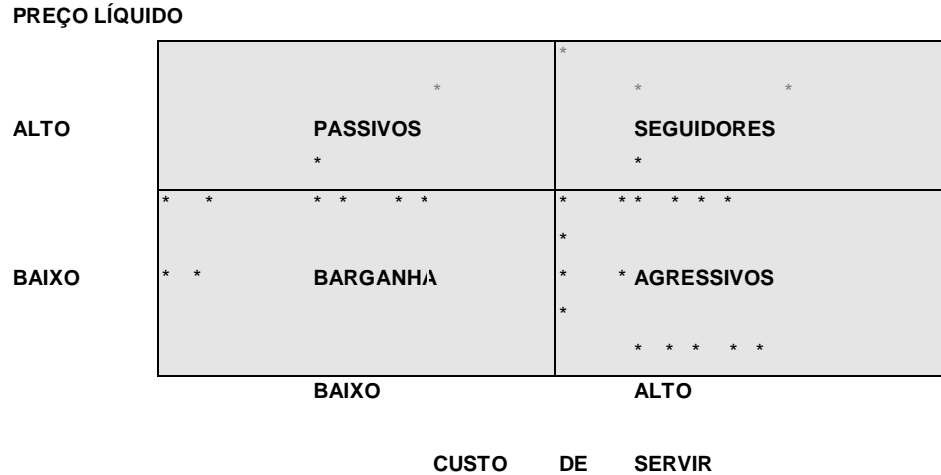 PREÇO LÍQUIDO
*
* * *
ALTO PASSIVOS SEGUIDORES
* *
* * * * * * * * * * * *
*
BAIXO * * BARGANHA * * AGRESSIVOS
*
* * * * *
BAIXO ALTO
CUSTO DE SERVIR